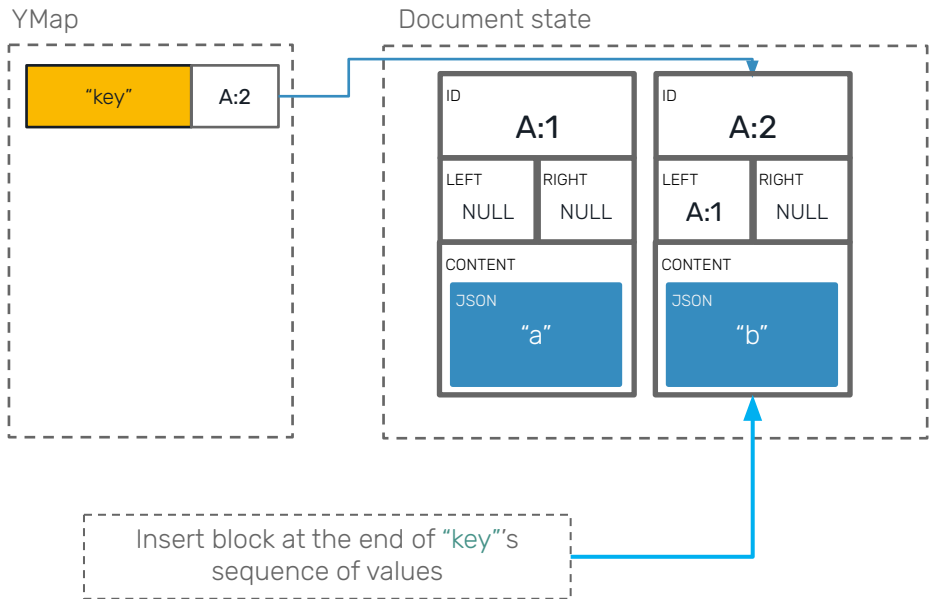 YMap
Document state
“key”
A:2
ID
A:1
LEFT
NULL
RIGHT
NULL
CONTENT
JSON
“a”
ID
A:2
LEFT
A:1
RIGHT
NULL
CONTENT
JSON
“b”
Insert block at the end of “key”’s
sequence of values